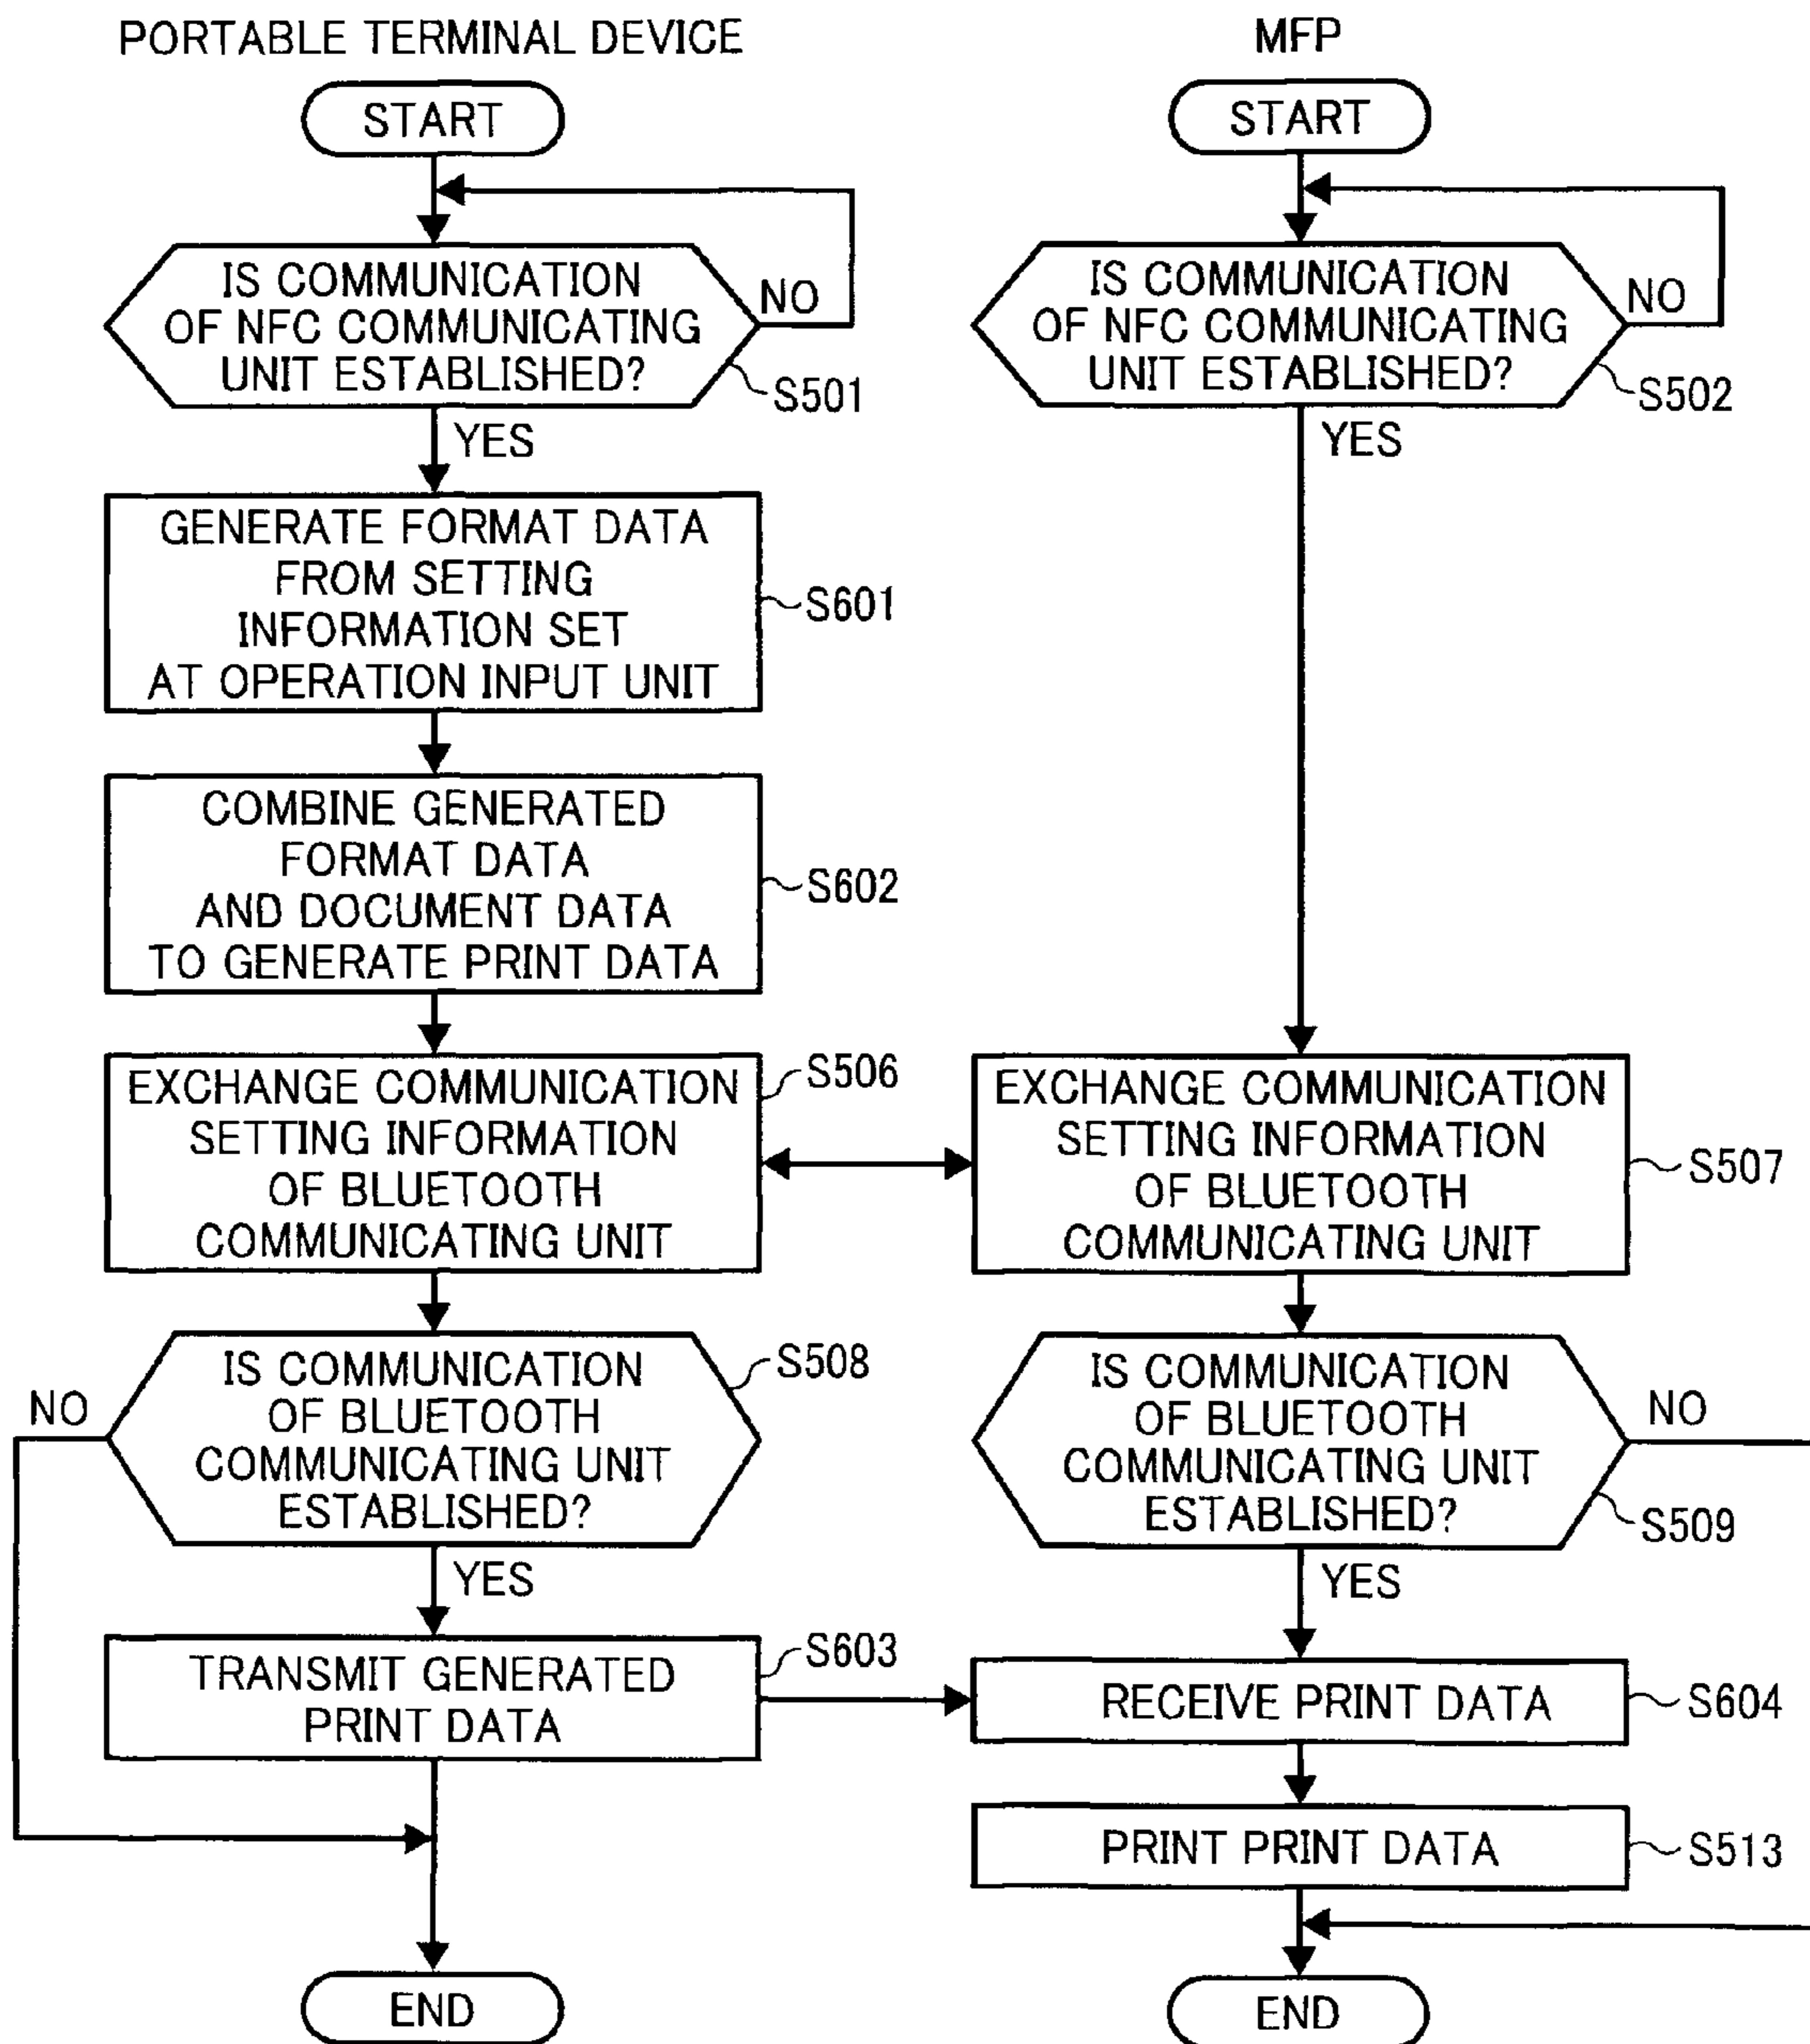 PORTABLE TERMINAL DEVICE
START
IS COMMUNICATION
OF NFC COMMUNICATING
UNIT ESTABLISHED?
NO
S501
YES
GENERATE FORMAT DATA
FROM SETTING
INFORMATION SET
AT OPERATION INPUT UNIT
S601
COMBINE GENERATED
FORMAT DATA
AND DOCUMENT DATA
TO GENERATE PRINT DATA
S602
EXCHANGE COMMUNICATION
SETTING INFORMATION
OF BLUETOOTH
COMMUNICATING UNIT
S506
IS COMMUNICATION
OF BLUETOOTH
COMMUNICATING UNIT
ESTABLISHED?
S508
NO
YES
TRANSMIT GENERATED
PRINT DATA
S603
END
MFP
START
IS COMMUNICATION
OF NFC COMMUNICATING
UNIT ESTABLISHED?
NO
S502
YES
EXCHANGE COMMUNICATION
SETTING INFORMATION
OF BLUETOOTH
COMMUNICATING UNIT
S507
IS COMMUNICATION
OF BLUETOOTH
COMMUNICATING UNIT
ESTABLISHED?
NO
S509
YES
RECEIVE PRINT DATA
S604
PRINT PRINT DATA
S513
END